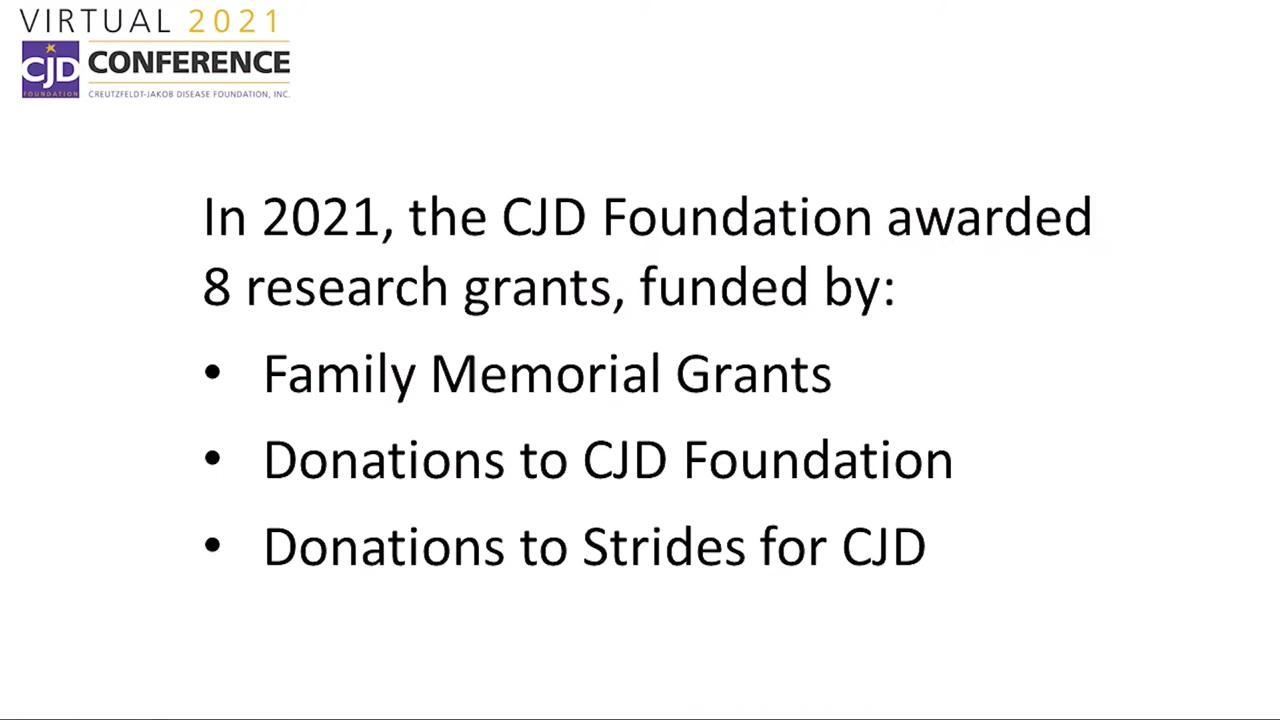 VIRTUAL 2021
CJD
FOUNDATION
CONFERENCE
CREUTZFELDT-JAKOB DISEASE FOUNDATION, INC.
In 2021, the CJD Foundation awarded
8 research grants, funded by:
• Family Memorial Grants
• Donations to CJD Foundation
• Donations to Strides for CJD